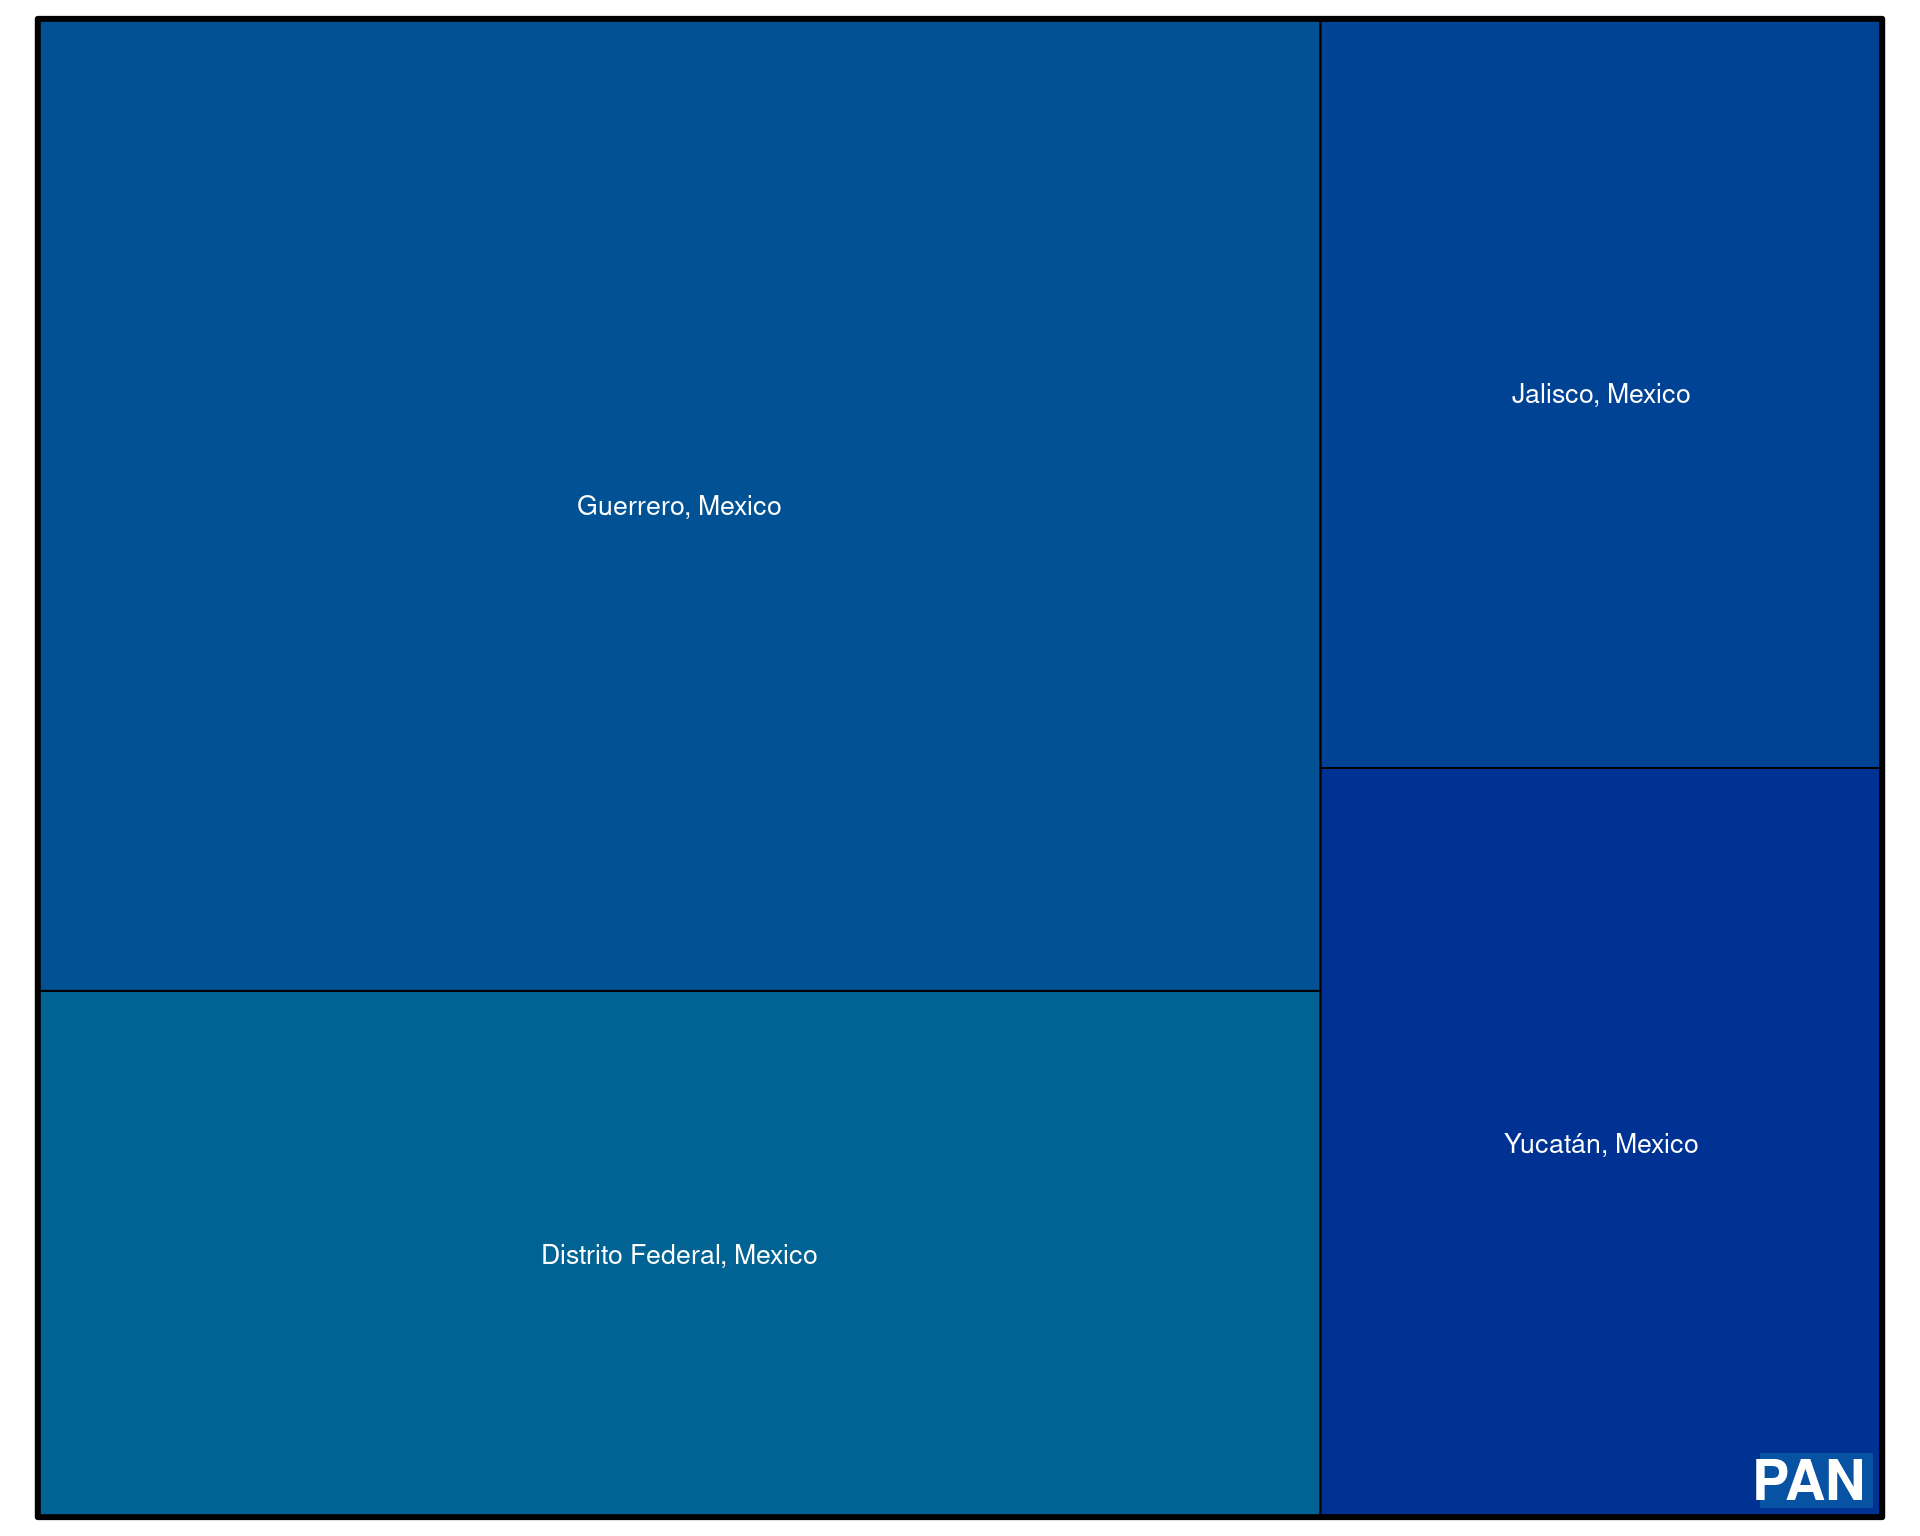 Guerrero, Mexico
Jalisco, Mexico
Distrito Federal, Mexico
Yucatán, Mexico
PAN